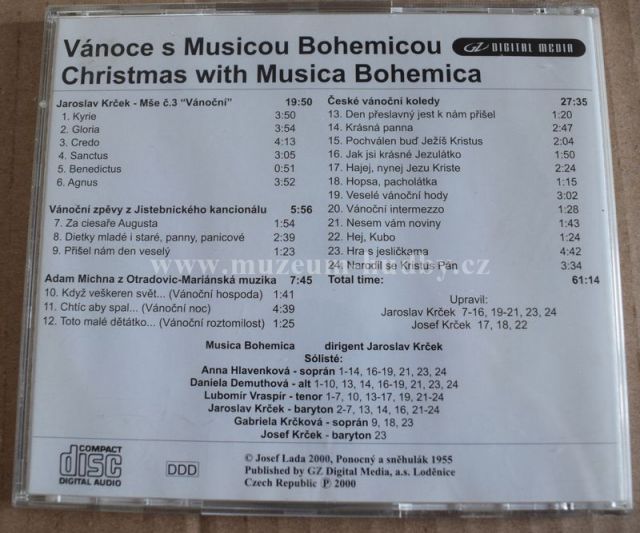 Vánoce s Musicou Bohemicou
GZ DIGITAL MEDIA
Christmas with Musica Bohemica
Jaroslav Krček - Mše č.3 "Vánoční" 19:50
1. Kyrie 3:50
2. Gloria 3:54
3. Credo 4:13
4. Sanctus 3:05
5. Benedictus 0:51
6. Agnus 3:52
Vánoční zpěvy z Jistebnického kancionálu 5:56
7. Za ciesaře Augusta 1:54
8. Dietky mladé i staré, panny, panicové 2:39
9. Přišel nám den veselý 1:23
Adam Michna z Otradovic-Mariánská muzika 7:45
10. Když veškeren svět... (Vánoční hospoda) 1:41
11. Chtíc aby spal... (Vánoční noc) 4:39
12. Toto malé děťátko... (Vánoční roztomilost) 1:25
České vánoční koledy 27:35
13. Den přeslavný jest k nám přišel 1:20
14. Krásná panna 2:47
15. Pochválen buď Ježíš Kristus 2:04
16. Jak jsi krásné Jezulátko 1:50
17. Hajej, nynej Jezu Kriste 2:24
18. Hopsa, pacholátka 1:15
19. Veselé vánoční hody 3:02
20. Vánoční intermezzo 1:28
21. Nesem vám noviny 1:43
22. Hej, Kubo 1:24
23. Hra s jesličkama 2:24
24. Narodil se Kristus Pán 3:34
Total time: 61:14
www.muzeum-hudby.cz
Upravil:
Jaroslav Krček 7-16, 19-21, 23, 24
Josef Krček 17, 18, 22
Musica Bohemica dirigent Jaroslav Krček
Sólisté:
Anna Hlavenková - soprán 1-14, 16-19, 21, 23, 24
Daniela Demuthová - alt 1-10, 13, 14, 16-19, 21, 23, 24
Lubomír Vraspír - tenor 1-7, 10, 13-17, 19, 21-24
Jaroslav Krček - baryton 2-7, 13, 14, 16, 21-24
Gabriela Krčková - soprán 9, 18, 23
Josef Krček - baryton 23
COMPACT
disc
DIGITAL AUDIO
DDD
© Josef Lada 2000, Ponocný a sněhulák 1955
Published by GZ Digital Media, a.s. Loděnice
Czech Republic ℗ 2000